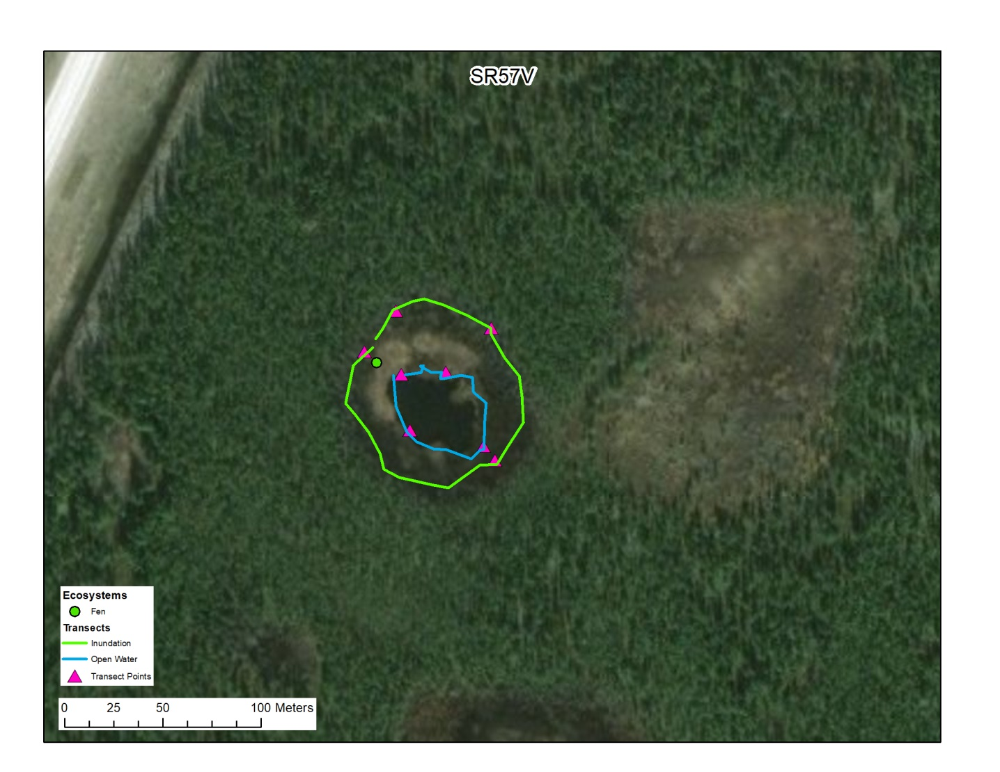 SR57V
Ecosystems
Fen
Transects
Inundation
Open Water
Transect Points
0 25 50 100 Meters